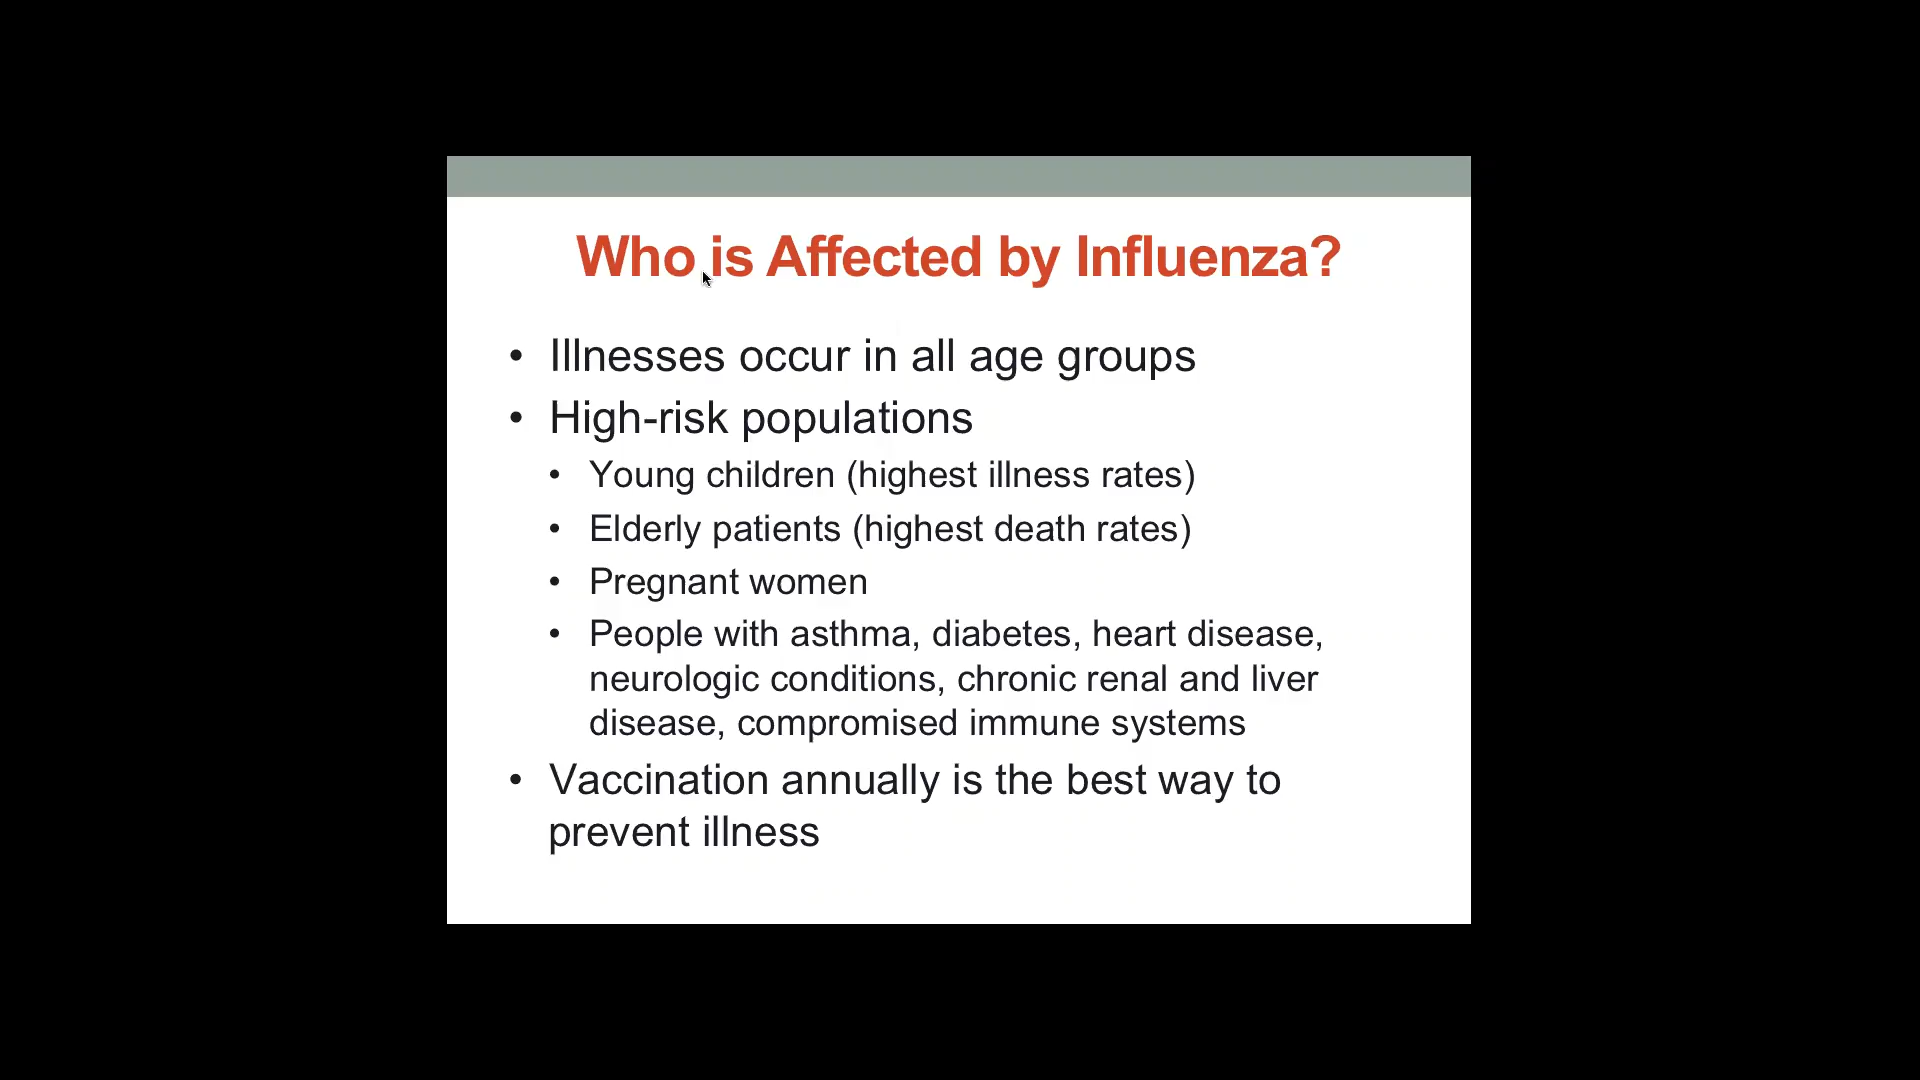 Who is Affected by Influenza?
• Illnesses occur in all age groups
• High-risk populations
• Young children (highest illness rates)
• Elderly patients (highest death rates)
• Pregnant women
• People with asthma, diabetes, heart disease,
neurologic conditions, chronic renal and liver
disease, compromised immune systems
• Vaccination annually is the best way to
prevent illness